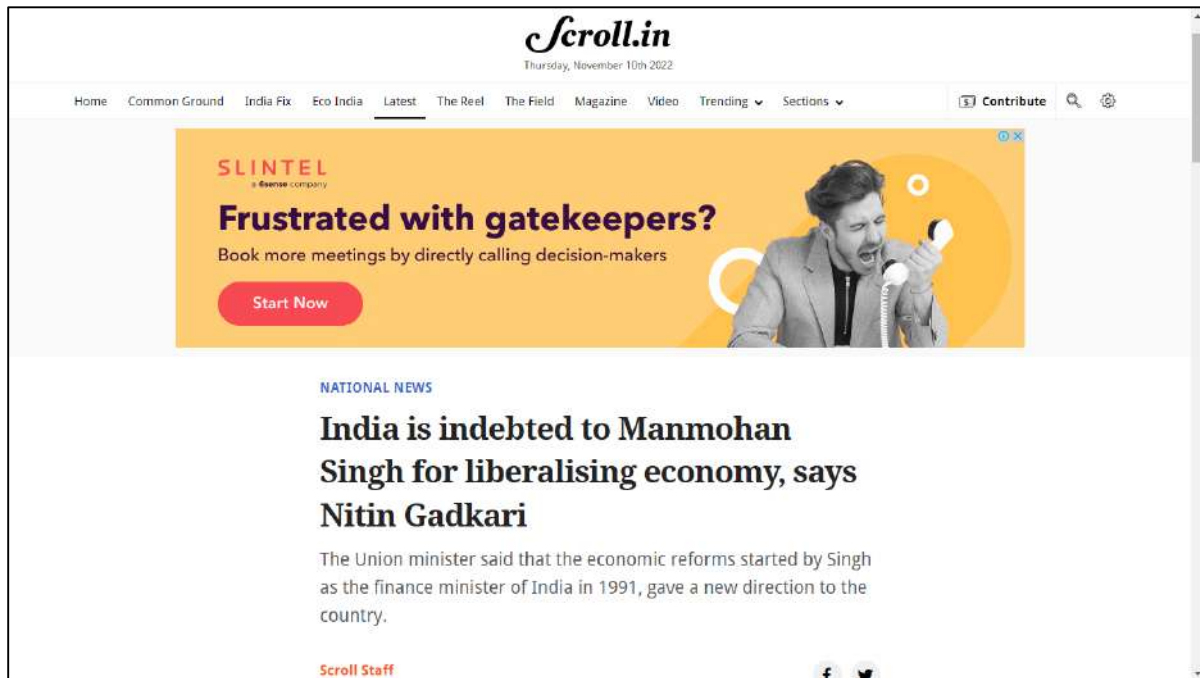 Scroll.in
Thursday, November 10th 2022
Home Common Ground India Fix Eco India Latest The Reel The Field Magazine Video Trending Sections Contribute
SLINTEL
a 6sense company
Frustrated with gatekeepers?
Book more meetings by directly calling decision-makers
Start Now
NATIONAL NEWS
India is indebted to Manmohan
Singh for liberalising economy, says
Nitin Gadkari
The Union minister said that the economic reforms started by Singh
as the finance minister of India in 1991, gave a new direction to the
country.
Scroll Staff